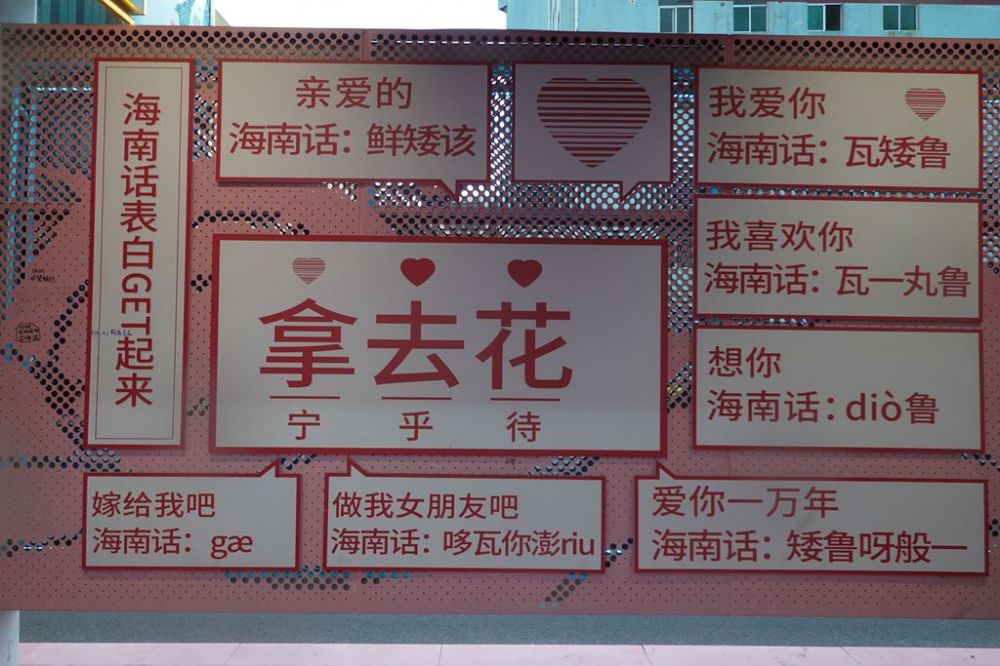 海南话表白GET起来
亲爱的
海南话：鲜矮该
我爱你
海南话：瓦矮鲁
我喜欢你
海南话：瓦一丸鲁
拿去花
宁乎待
想你
海南话：diò鲁
嫁给我吧
海南话：gæ
做我女朋友吧
海南话：哆瓦你澎riu
爱你一万年
海南话：矮鲁呀般一